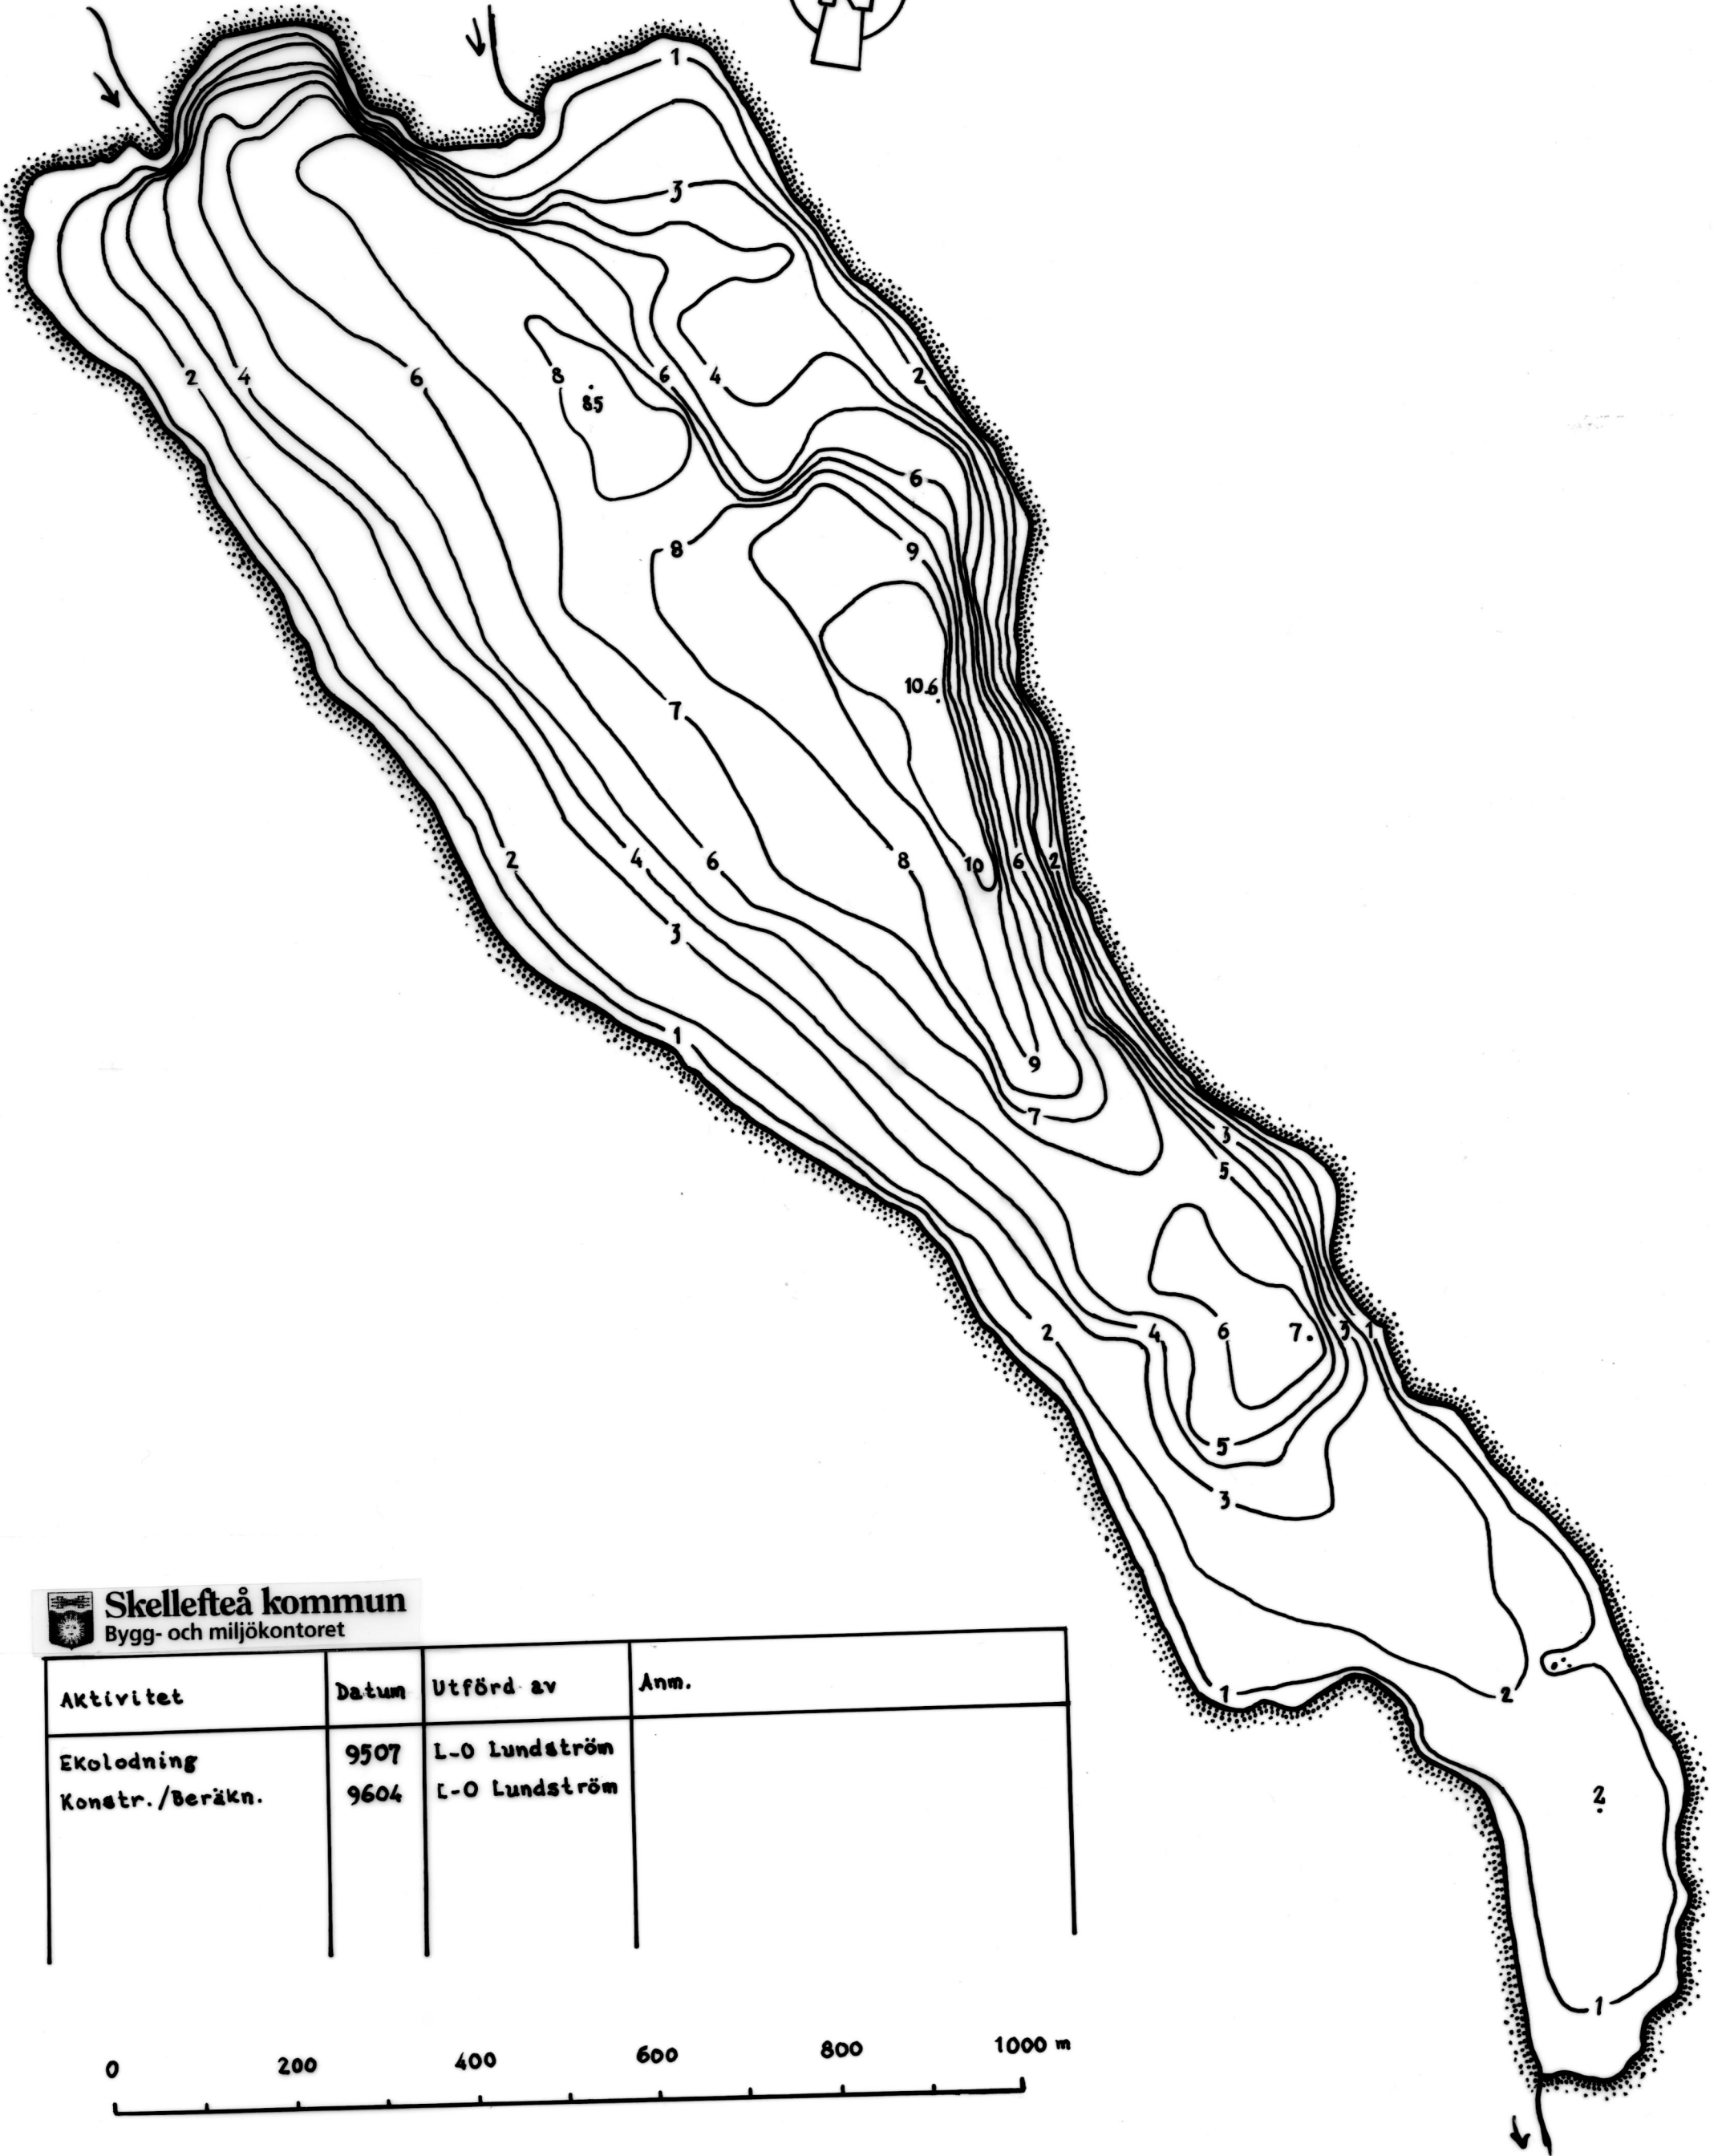 1
3
2 4 6 8 6 4 2
8.5
6
8 9
10.6
7
2 4 6 8 10 6 2
3
1
9
7
3
5
2 4 6 7. 3 1
5
3
1 2
2
1
Skellefteå kommun
Bygg- och miljökontoret
Aktivitet Datum Utförd av Anm.
Ekolodning 9507 L-O Lundström
Konstr./Beräkn. 9604 L-O Lundström
0 200 400 600 800 1000 m